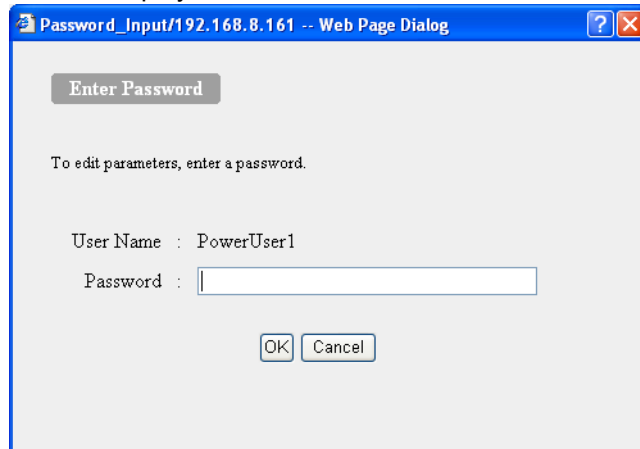 Password_Input/192.168.8.161 -- Web Page Dialog
Enter Password
To edit parameters, enter a password.
User Name : PowerUser1
Password :
OK Cancel